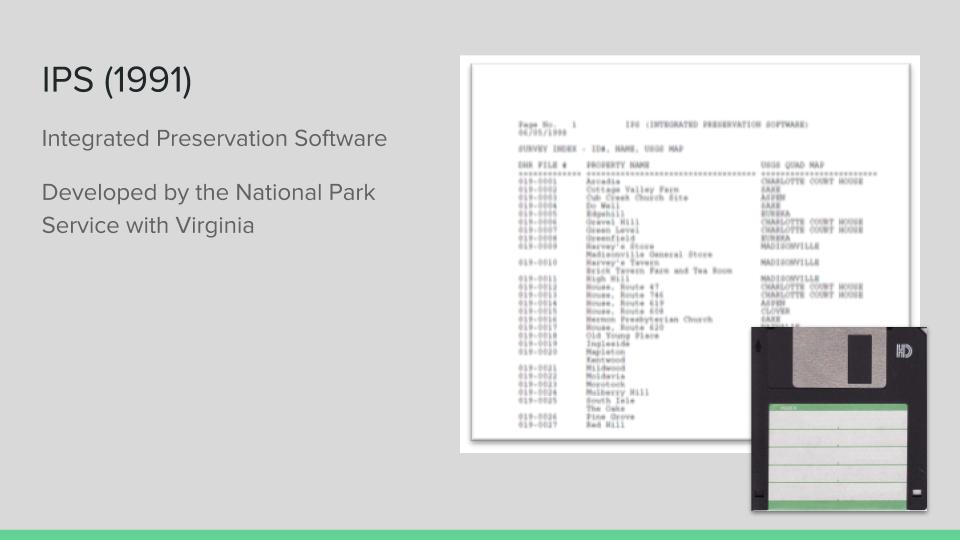 IPS (1991)
Integrated Preservation Software
Developed by the National Park
Service with Virginia
Page No. 1 IPS (INTEGRATED PRESERVATION SOFTWARE)
06/05/1998
SURVEY INDEX - ID#, NAME, USGS MAP
DHR FILE # PROPERTY NAME USGS QUAD MAP
019-0001 Arcadia CHARLOTTE COURT HOUSE
019-0002 Cottage Valley Farm SAXE
019-0003 Cub Creek Church Site ASPEN
019-0004 Do Well SAXE
019-0005 Edgehill EUREKA
019-0006 Gravel Hill CHARLOTTE COURT HOUSE
019-0007 Green Level CHARLOTTE COURT HOUSE
019-0008 Greenfield EUREKA
019-0009 Harvey's Store MADISONVILLE
Madisonville General Store
019-0010 Harvey's Tavern MADISONVILLE
Brick Tavern Farm and Tea Room
019-0011 High Hill MADISONVILLE
019-0012 House, Route 47 CHARLOTTE COURT HOUSE
019-0013 House, Route 746 CHARLOTTE COURT HOUSE
019-0014 House, Route 619 ASPEN
019-0015 House, Route 608 CLOVER
019-0016 Hermon Presbyterian Church SAXE
019-0017 House, Route 620
019-0018 Old Young Place
019-0019 Ingleside
019-0020 Mapleton
Kentwood
019-0021 Mildwood
019-0022 Moldavia
019-0023 Morotock
019-0024 Mulberry Hill
019-0025 South Isle
The Oaks
019-0026 Pine Grove
019-0027 Red Hill
HD